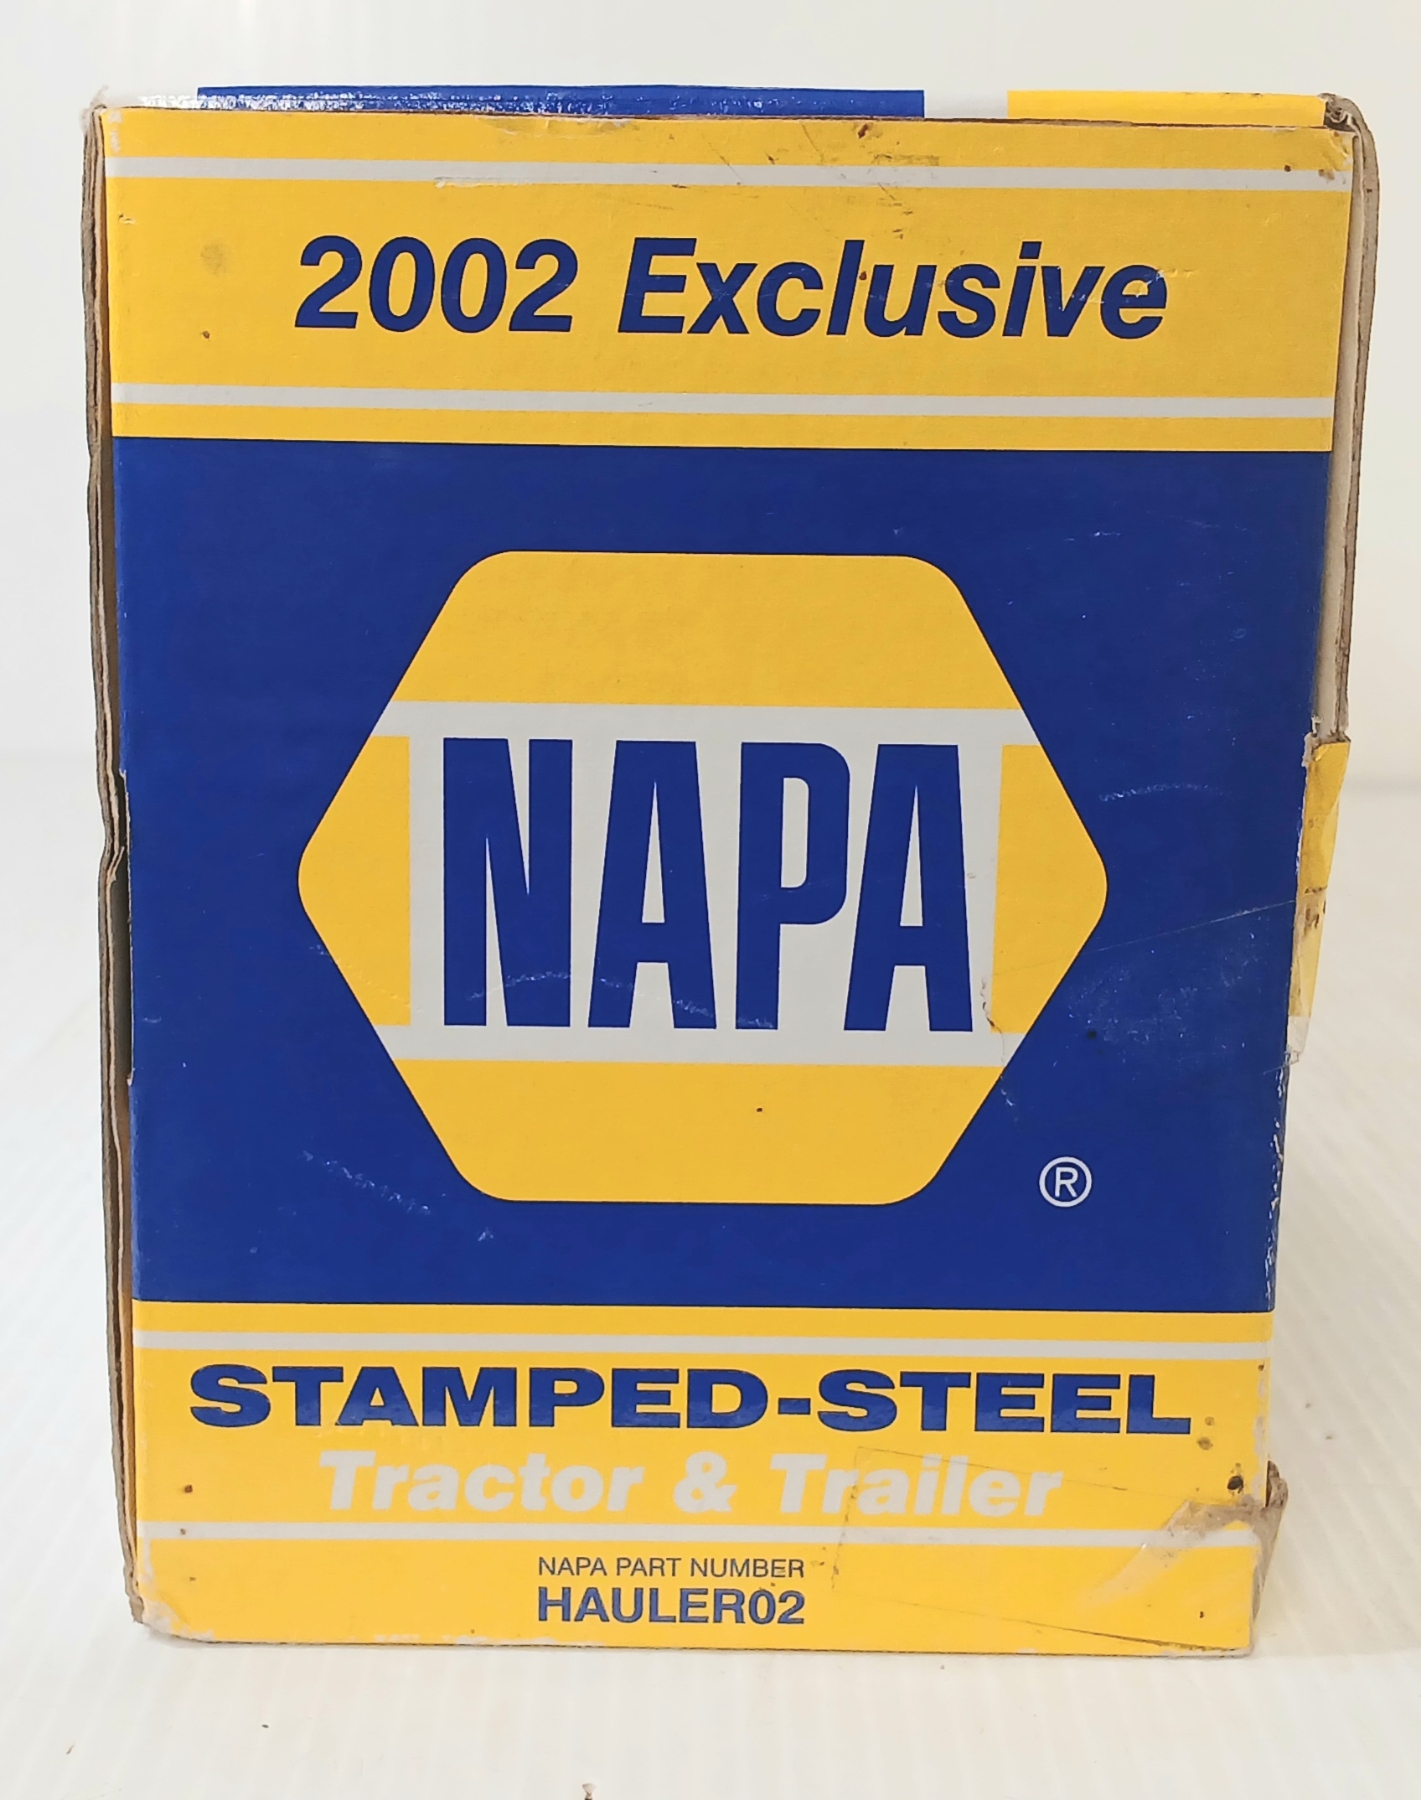 2002 Exclusive
NAPA
®
STAMPED-STEEL
Tractor & Trailer
NAPA PART NUMBER
HAULER02